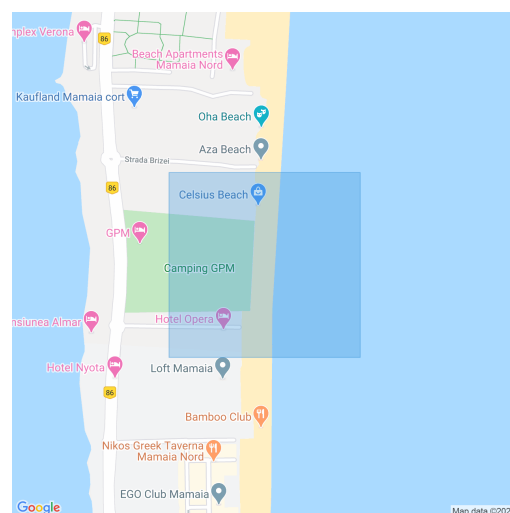 mplex Verona
86
Beach Apartments
Mamaia Nord
Kaufland Mamaia cort
Oha Beach
Aza Beach
Strada Brizei
86
Celsius Beach
GPM
Camping GPM
nsiunea Almar
Hotel Opera
Hotel Nyota
Loft Mamaia
86
Bamboo Club
Nikos Greek Taverna
Mamaia Nord
EGO Club Mamaia
Google
Map data ©202